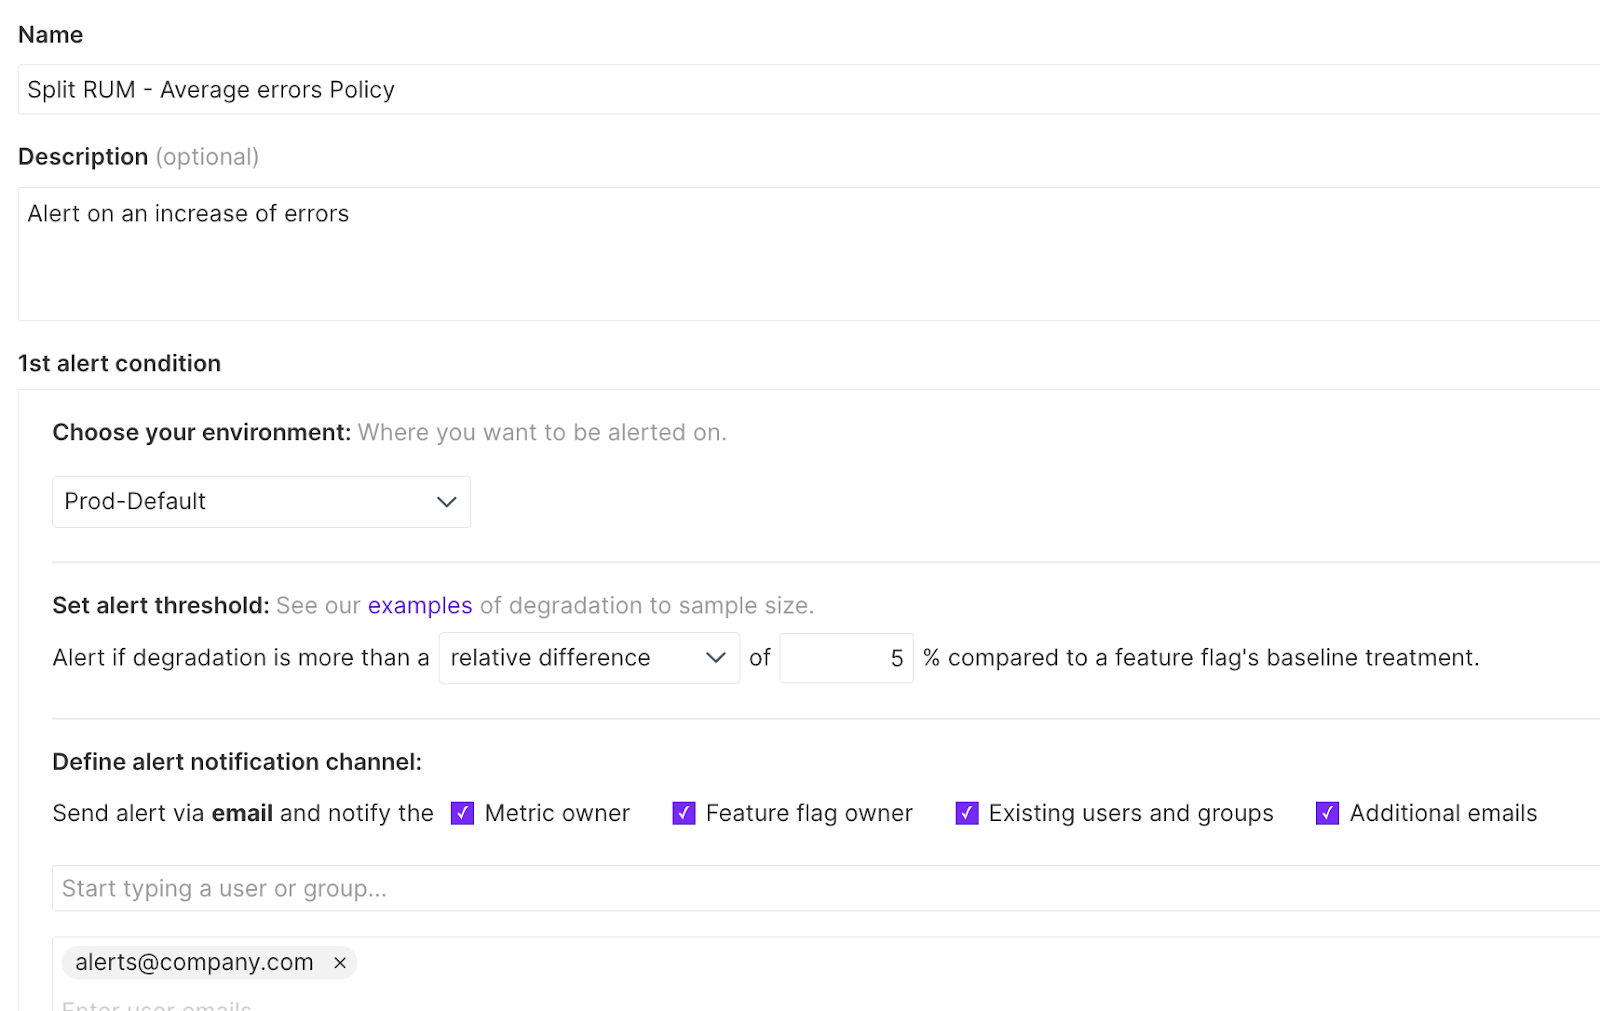 Name
Split RUM - Average errors Policy
Description (optional)
Alert on an increase of errors
1st alert condition
Choose your environment: Where you want to be alerted on.
Prod-Default
Set alert threshold: See our examples of degradation to sample size.
Alert if degradation is more than a relative difference of 5 % compared to a feature flag's baseline treatment.
Define alert notification channel:
Send alert via email and notify the Metric owner Feature flag owner Existing users and groups Additional emails
Start typing a user or group...
alerts@company.com ×
Enter user emails